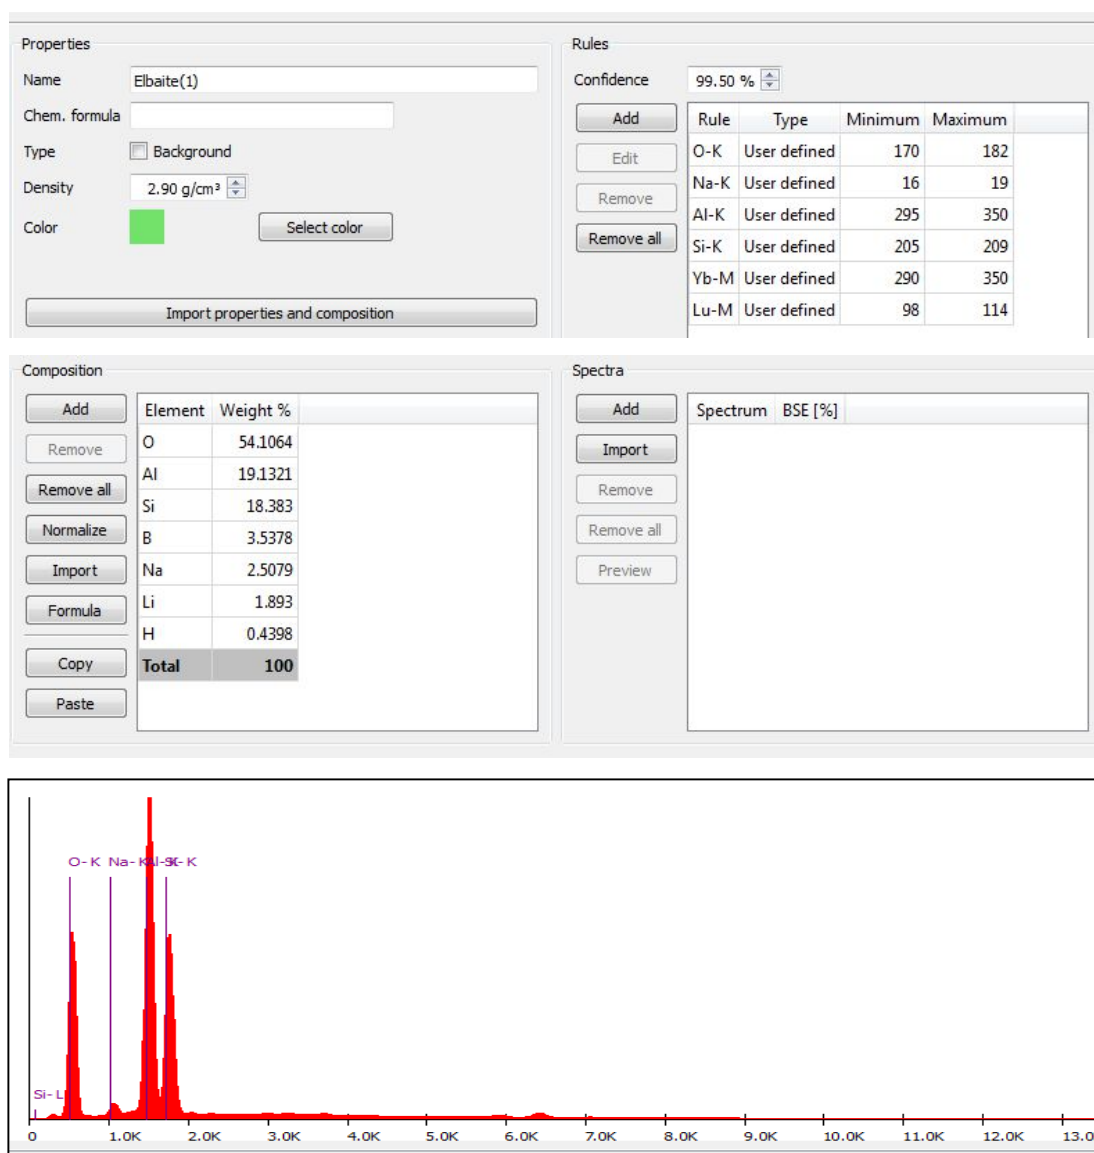 Properties
Name Elbaite(1)
Chem. formula
Type Background
Density 2.90 g/cm³
Color Select color
Import properties and composition
Rules
Confidence 99.50 %
Add
Edit
Remove
Remove all
Rule Type Minimum Maximum
O-K User defined 170 182
Na-K User defined 16 19
Al-K User defined 295 350
Si-K User defined 205 209
Yb-M User defined 290 350
Lu-M User defined 98 114
Composition
Add
Remove
Remove all
Normalize
Import
Formula
Copy
Paste
Element Weight %
O 54.1064
Al 19.1321
Si 18.383
B 3.5378
Na 2.5079
Li 1.893
H 0.4398
Total 100
Spectra
Add
Import
Remove
Remove all
Preview
Spectrum BSE [%]
O-K Na-K Al-K Si-K
Si-L
0 1.0K 2.0K 3.0K 4.0K 5.0K 6.0K 7.0K 8.0K 9.0K 10.0K 11.0K 12.0K 13.0